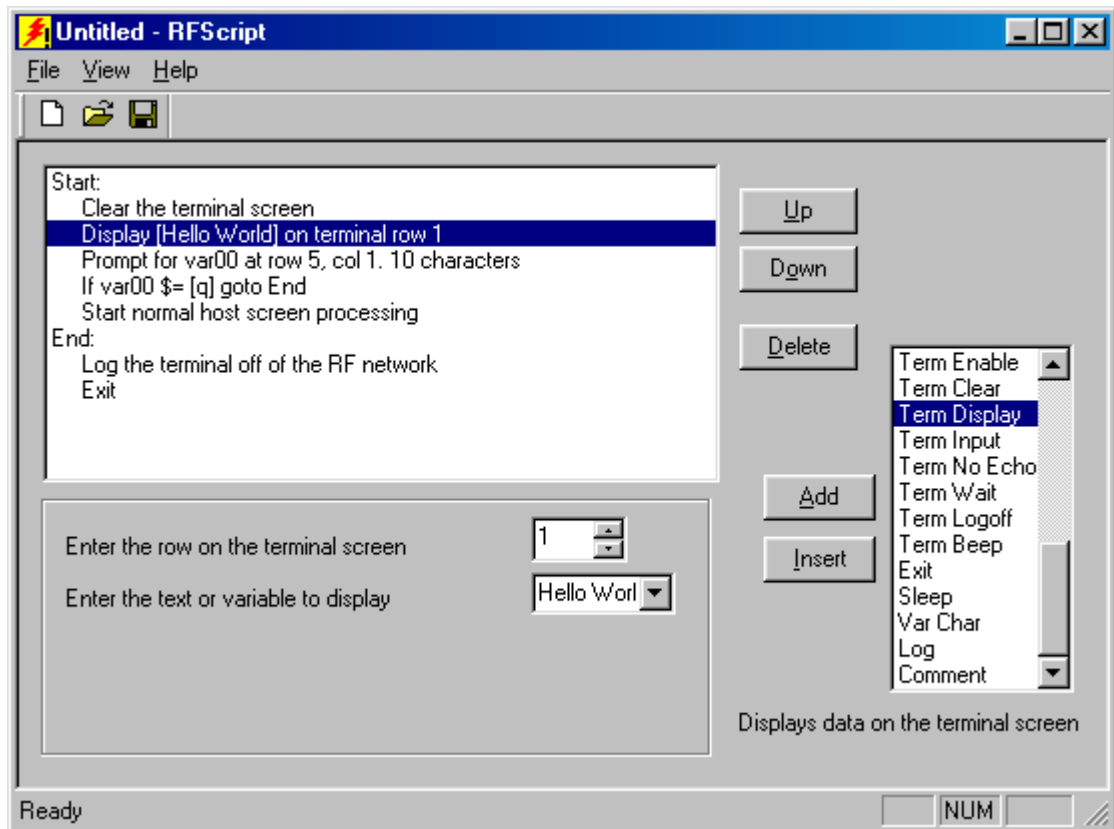 Untitled - RFScript
File View Help
Start:
Clear the terminal screen
Display [Hello World] on terminal row 1
Prompt for var00 at row 5, col 1. 10 characters
If var00 $= [q] goto End
Start normal host screen processing
End:
Log the terminal off of the RF network
Exit
Up
Down
Delete
Term Enable
Term Clear
Term Display
Term Input
Term No Echo
Term Wait
Term Logoff
Term Beep
Exit
Sleep
Var Char
Log
Comment
Add
Insert
Enter the row on the terminal screen
1
Enter the text or variable to display
Hello Worl
Displays data on the terminal screen
Ready
NUM